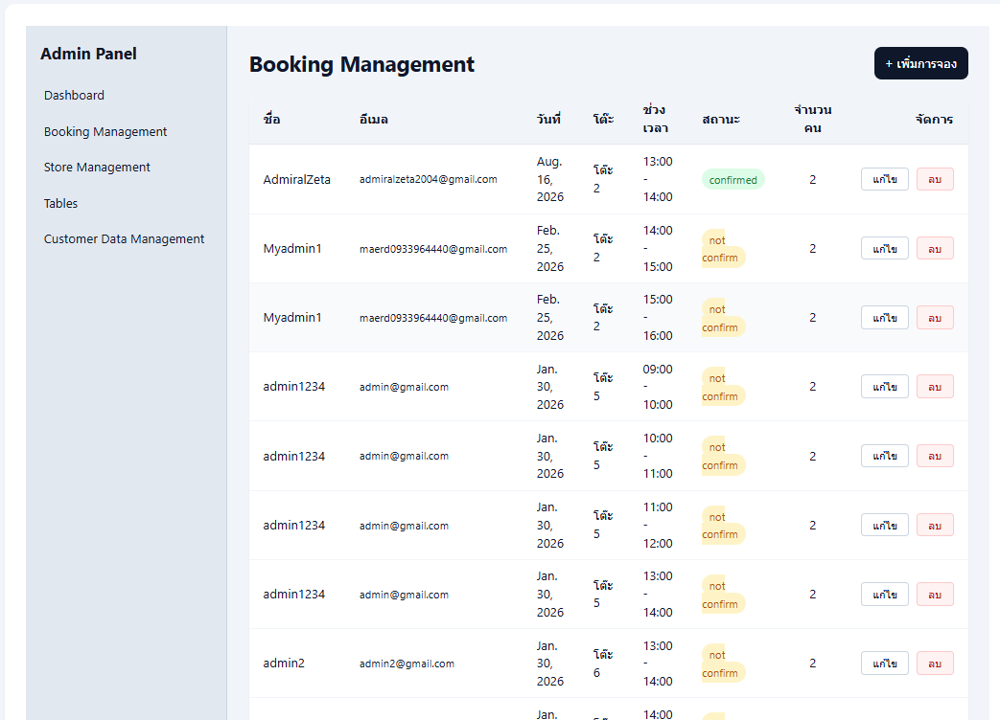 Admin Panel
Dashboard
Booking Management
Store Management
Tables
Customer Data Management
Booking Management
+ เพิ่มการจอง
ชื่อ อีเมล วันที่ โต๊ะ ช่วงเวลา สถานะ จำนวนคน จัดการ
AdmiralZeta admiralzeta2004@gmail.com Aug. 16, 2026 โต๊ะ 2 13:00 - 14:00 confirmed 2 แก้ไข ลบ
Myadmin1 maerd0933964440@gmail.com Feb. 25, 2026 โต๊ะ 2 14:00 - 15:00 not confirm 2 แก้ไข ลบ
Myadmin1 maerd0933964440@gmail.com Feb. 25, 2026 โต๊ะ 2 15:00 - 16:00 not confirm 2 แก้ไข ลบ
admin1234 admin@gmail.com Jan. 30, 2026 โต๊ะ 5 09:00 - 10:00 not confirm 2 แก้ไข ลบ
admin1234 admin@gmail.com Jan. 30, 2026 โต๊ะ 5 10:00 - 11:00 not confirm 2 แก้ไข ลบ
admin1234 admin@gmail.com Jan. 30, 2026 โต๊ะ 5 11:00 - 12:00 not confirm 2 แก้ไข ลบ
admin1234 admin@gmail.com Jan. 30, 2026 โต๊ะ 5 13:00 - 14:00 not confirm 2 แก้ไข ลบ
admin2 admin2@gmail.com Jan. 30, 2026 โต๊ะ 6 13:00 - 14:00 not confirm 2 แก้ไข ลบ
Jan. 14:00